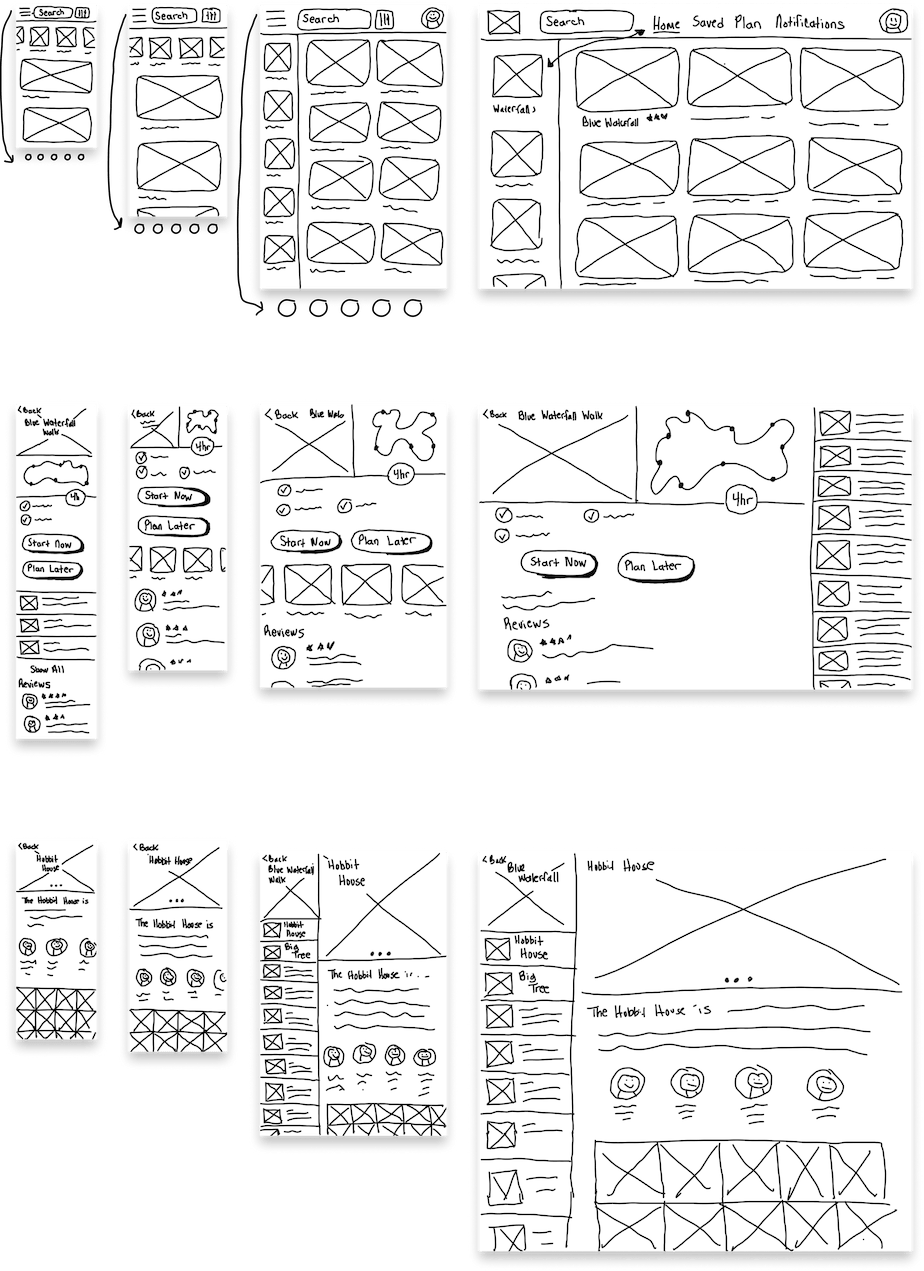 Search
Search
Search
Search
Home Saved Plan Notifications
Waterfalls
Blue Waterfall
<Back
Blue Waterfall
Walk
4h
Start Now
Plan Later
Show All
Reviews
<Back
4hr
Start Now
Plan Later
<Back
4hr
Start Now
Plan Later
Reviews
<Back Blue Waterfall Walk
4hr
Start Now
Plan Later
Reviews
<Back
Hobbit
House
The Hobbit House is
<Back
Hobbit House
The Hobbit House is
<Back
Blue Waterfall
Walk
Hobbit
House
Big
Tree
Hobbit
House
The Hobbit House is...
<Back
Blue
Waterfall
Hobbit
House
Big
Tree
Hobbit House
The Hobbit House is